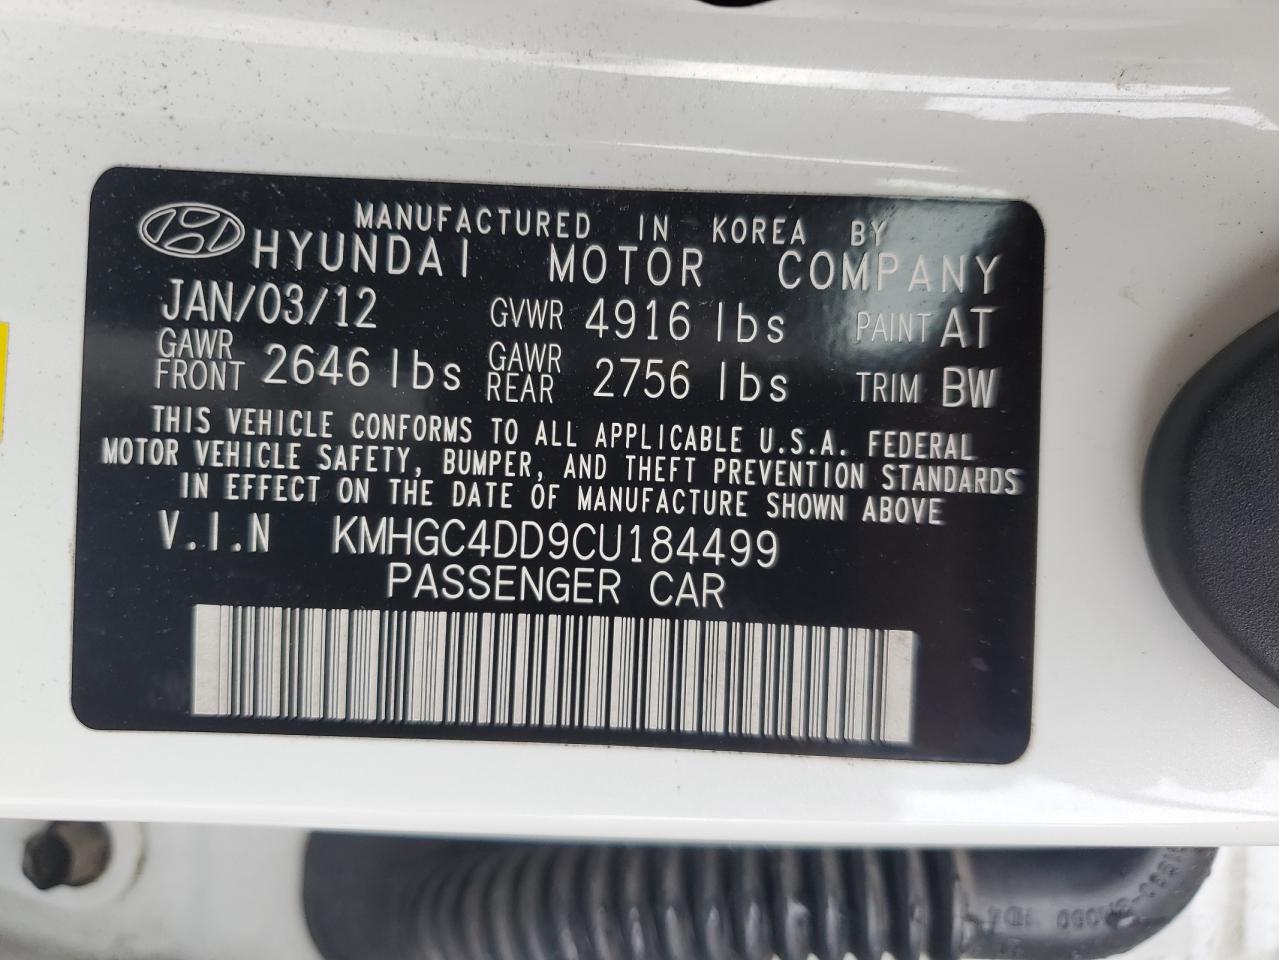 MANUFACTURED IN KOREA BY
HYUNDAI MOTOR COMPANY
JAN/03/12 GVWR 4916 lbs PAINT AT
GAWR FRONT 2646 lbs GAWR REAR 2756 lbs TRIM BW
THIS VEHICLE CONFORMS TO ALL APPLICABLE U.S.A. FEDERAL
MOTOR VEHICLE SAFETY, BUMPER, AND THEFT PREVENTION STANDARDS
IN EFFECT ON THE DATE OF MANUFACTURE SHOWN ABOVE
V.I.N KMHGC4DD9CU184499
PASSENGER CAR